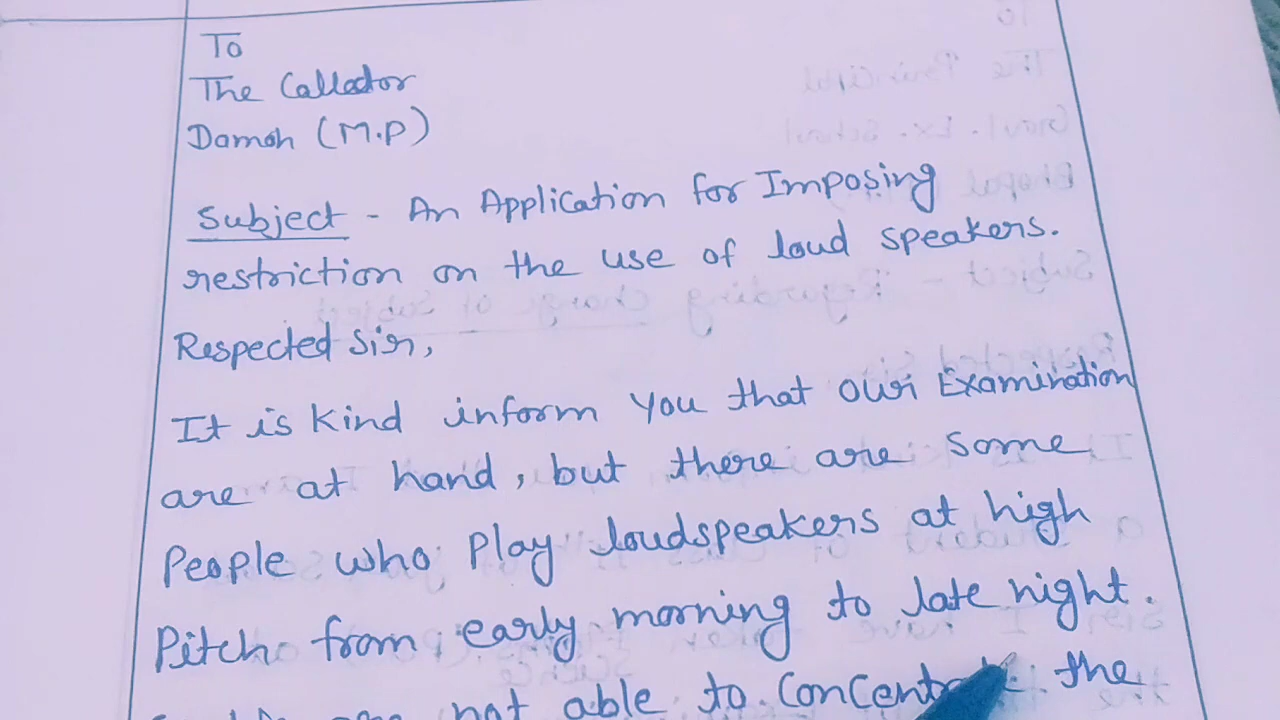 To
The Callector
Damoh (M.P)
Subject - An Application for Imposing
restriction on the use of loud speakers.
Respected Sir,
It is kind inform you that our Examination
are at hand, but there are some
People who Play loudspeakers at high
Pitch from early morning to late night.
not able to concentrate the